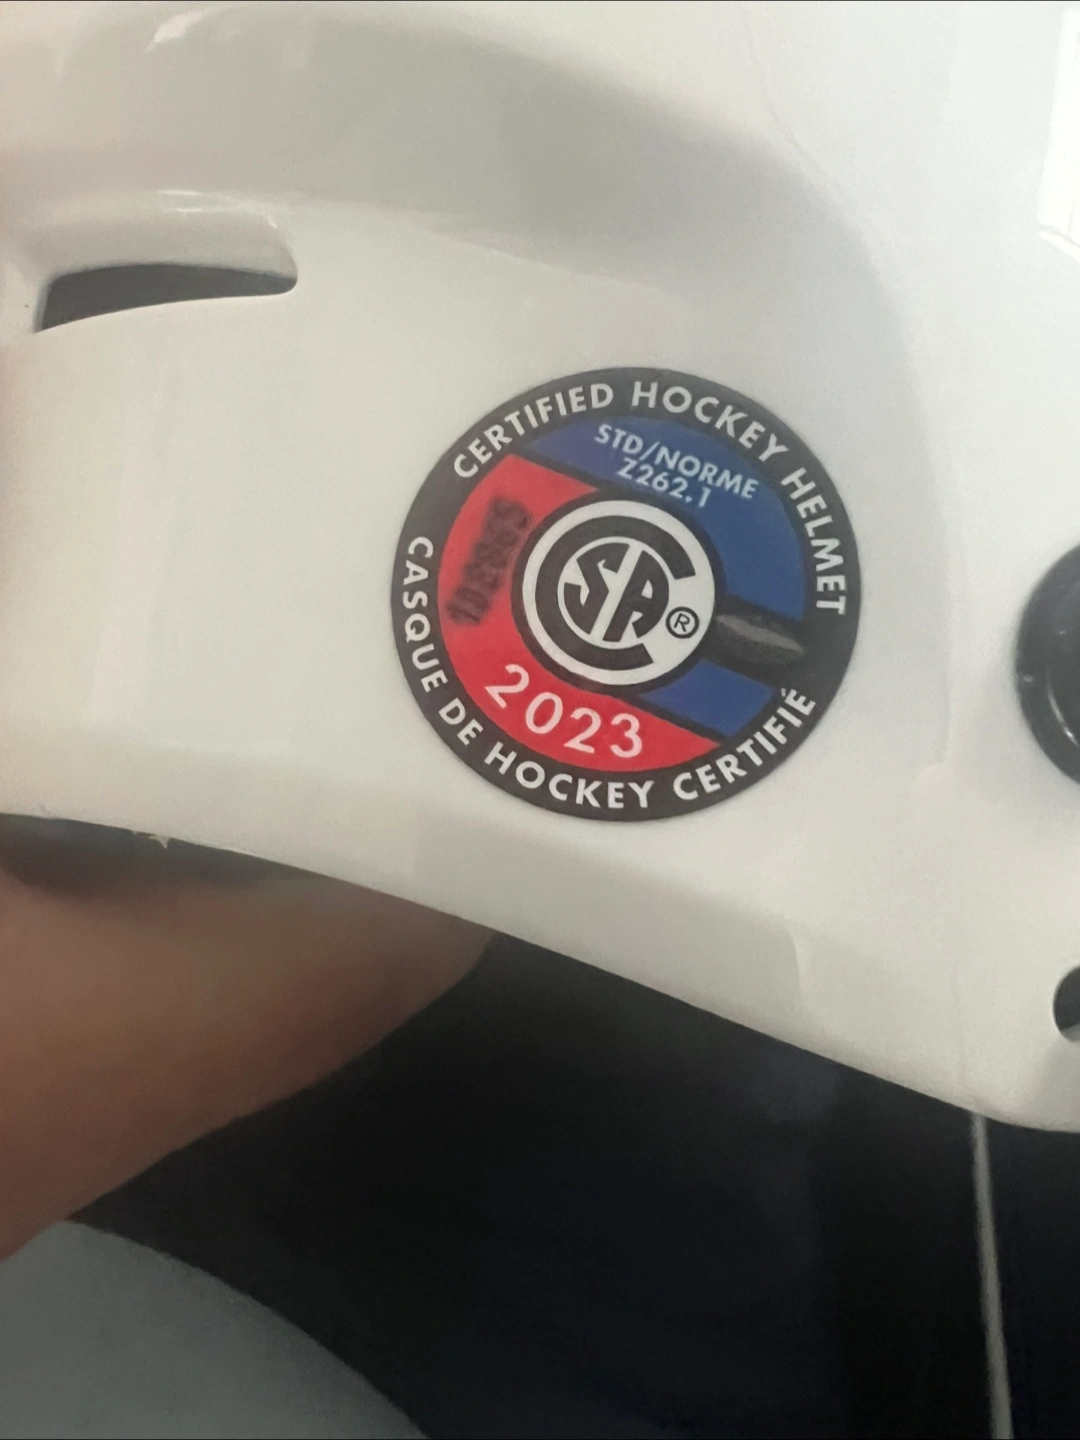 CERTIFIED HOCKEY HELMET
STD/NORME
Z262.1
CSA®
2023
CASQUE DE HOCKEY CERTIFIÉ